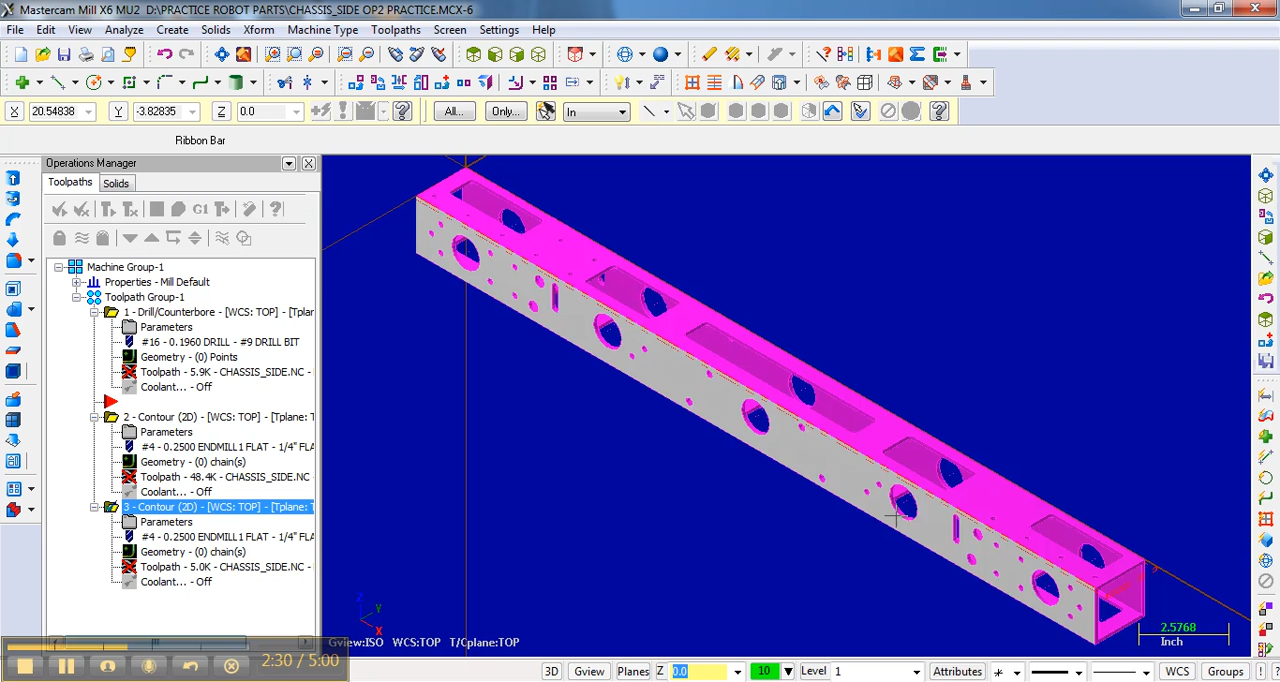 Mastercam Mill X6 MU2 D:\PRACTICE ROBOT PARTS\CHASSIS_SIDE OP2 PRACTICE.MCX-6
File Edit View Analyze Create Solids Xform Machine Type Toolpaths Screen Settings Help
X 20.54838 Y -3.82835 Z 0.0 All... Only... In
Ribbon Bar
Operations Manager
Toolpaths Solids
G1
Machine Group-1
Properties - Mill Default
Toolpath Group-1
1 - Drill/Counterbore - [WCS: TOP] - [Tplan
Parameters
#16 - 0.1960 DRILL - #9 DRILL BIT
Geometry - (0) Points
Toolpath - 5.9K - CHASSIS_SIDE.NC -
Coolant... - Off
2 - Contour (2D) - [WCS: TOP] - [Tplane: T
Parameters
#4 - 0.2500 ENDMILL1 FLAT - 1/4" FLA
Geometry - (0) chain(s)
Toolpath - 48.4K - CHASSIS_SIDE.NC -
Coolant... - Off
3 - Contour (2D) - [WCS: TOP] - [Tplane: T
Parameters
#4 - 0.2500 ENDMILL1 FLAT - 1/4" FLA
Geometry - (0) chain(s)
Toolpath - 5.0K - CHASSIS_SIDE.NC -
Coolant... - Off
Z Y X
2.5768
Inch
Gview:ISO WCS:TOP T/Cplane:TOP
2:30 / 5:00
3D Gview Planes Z 0.0 10 Level 1 Attributes WCS Groups ! ?